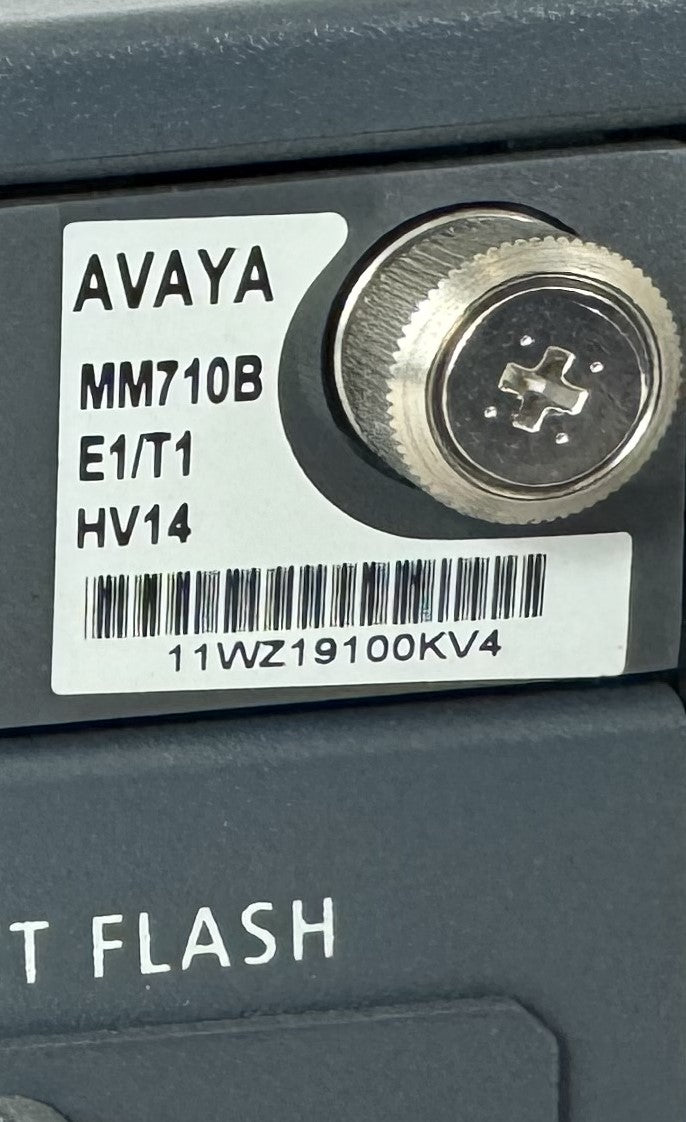 AVAYA
MM710B
E1/T1
HV14
11WZ19100KV4
T FLASH